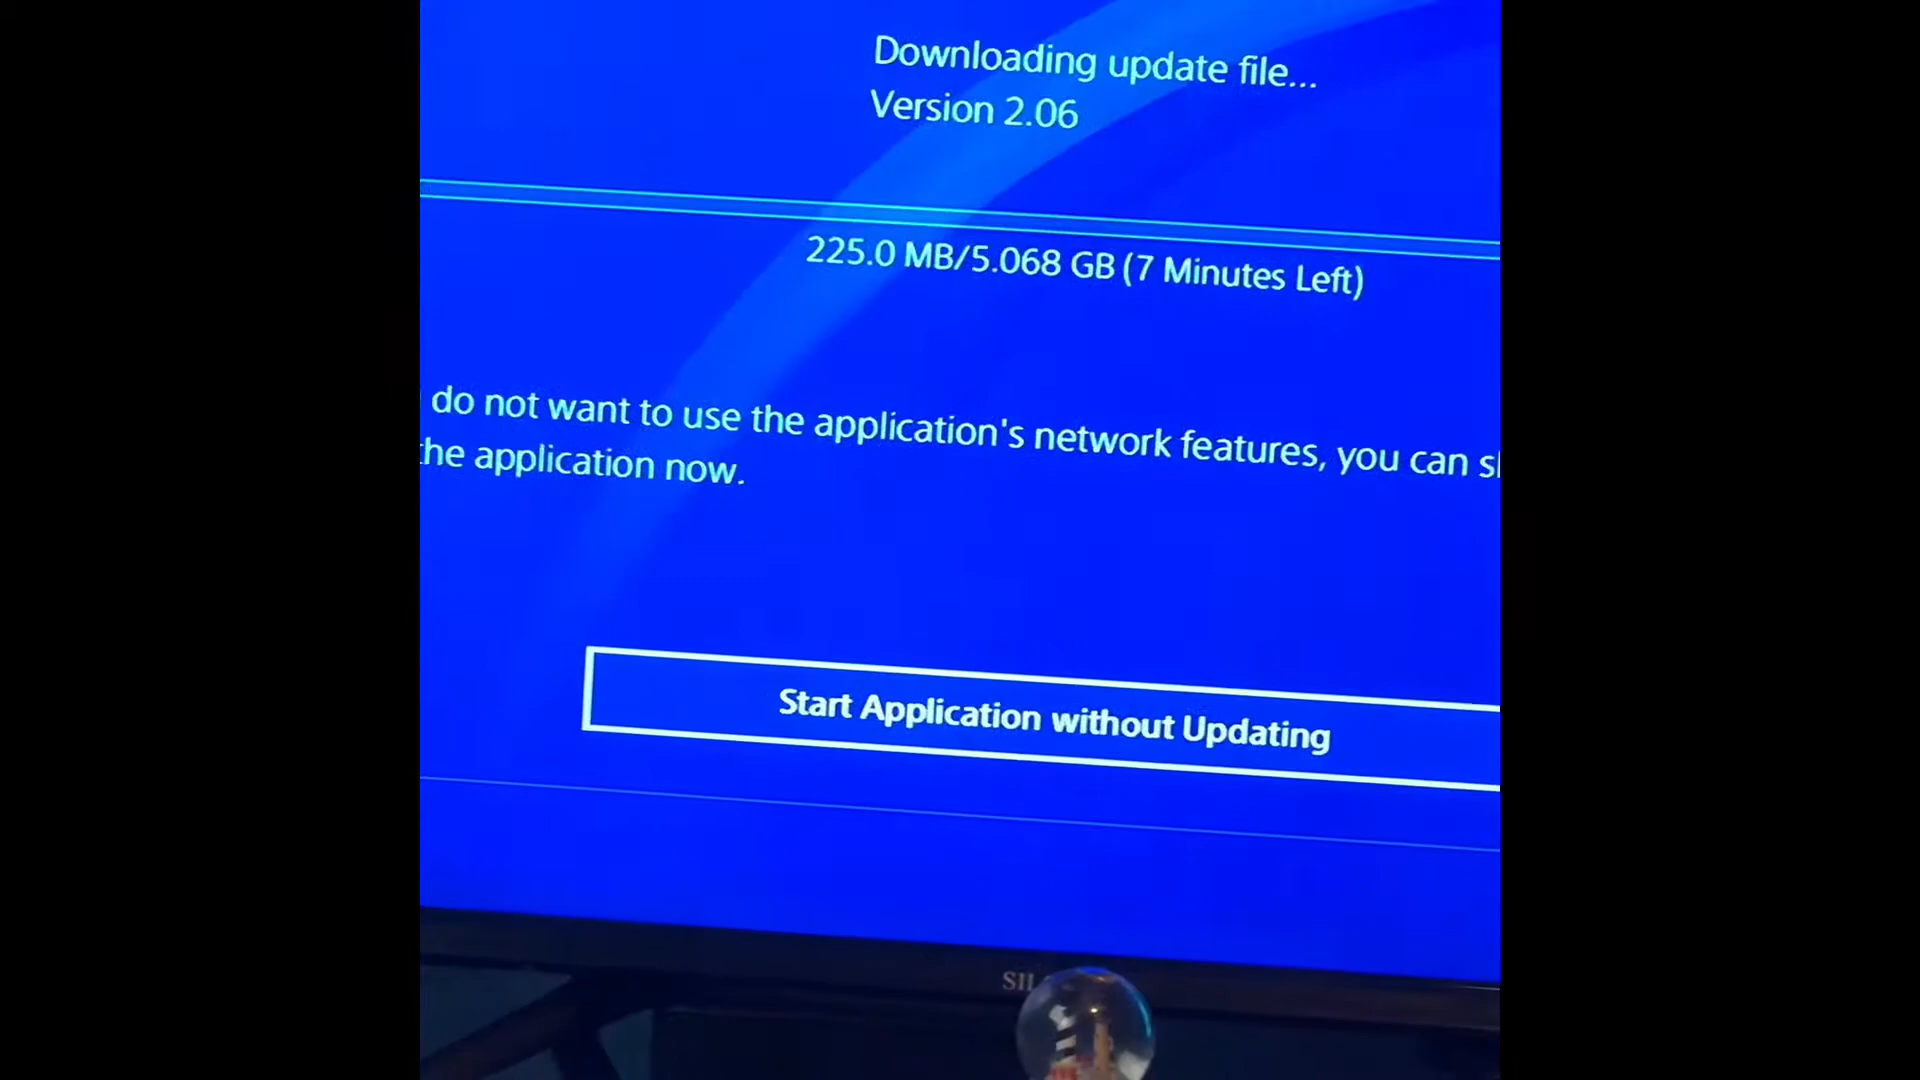 Downloading update file...
Version 2.06
225.0 MB/5.068 GB (7 Minutes Left)
do not want to use the application's network features, you can
the application now.
Start Application without Updating